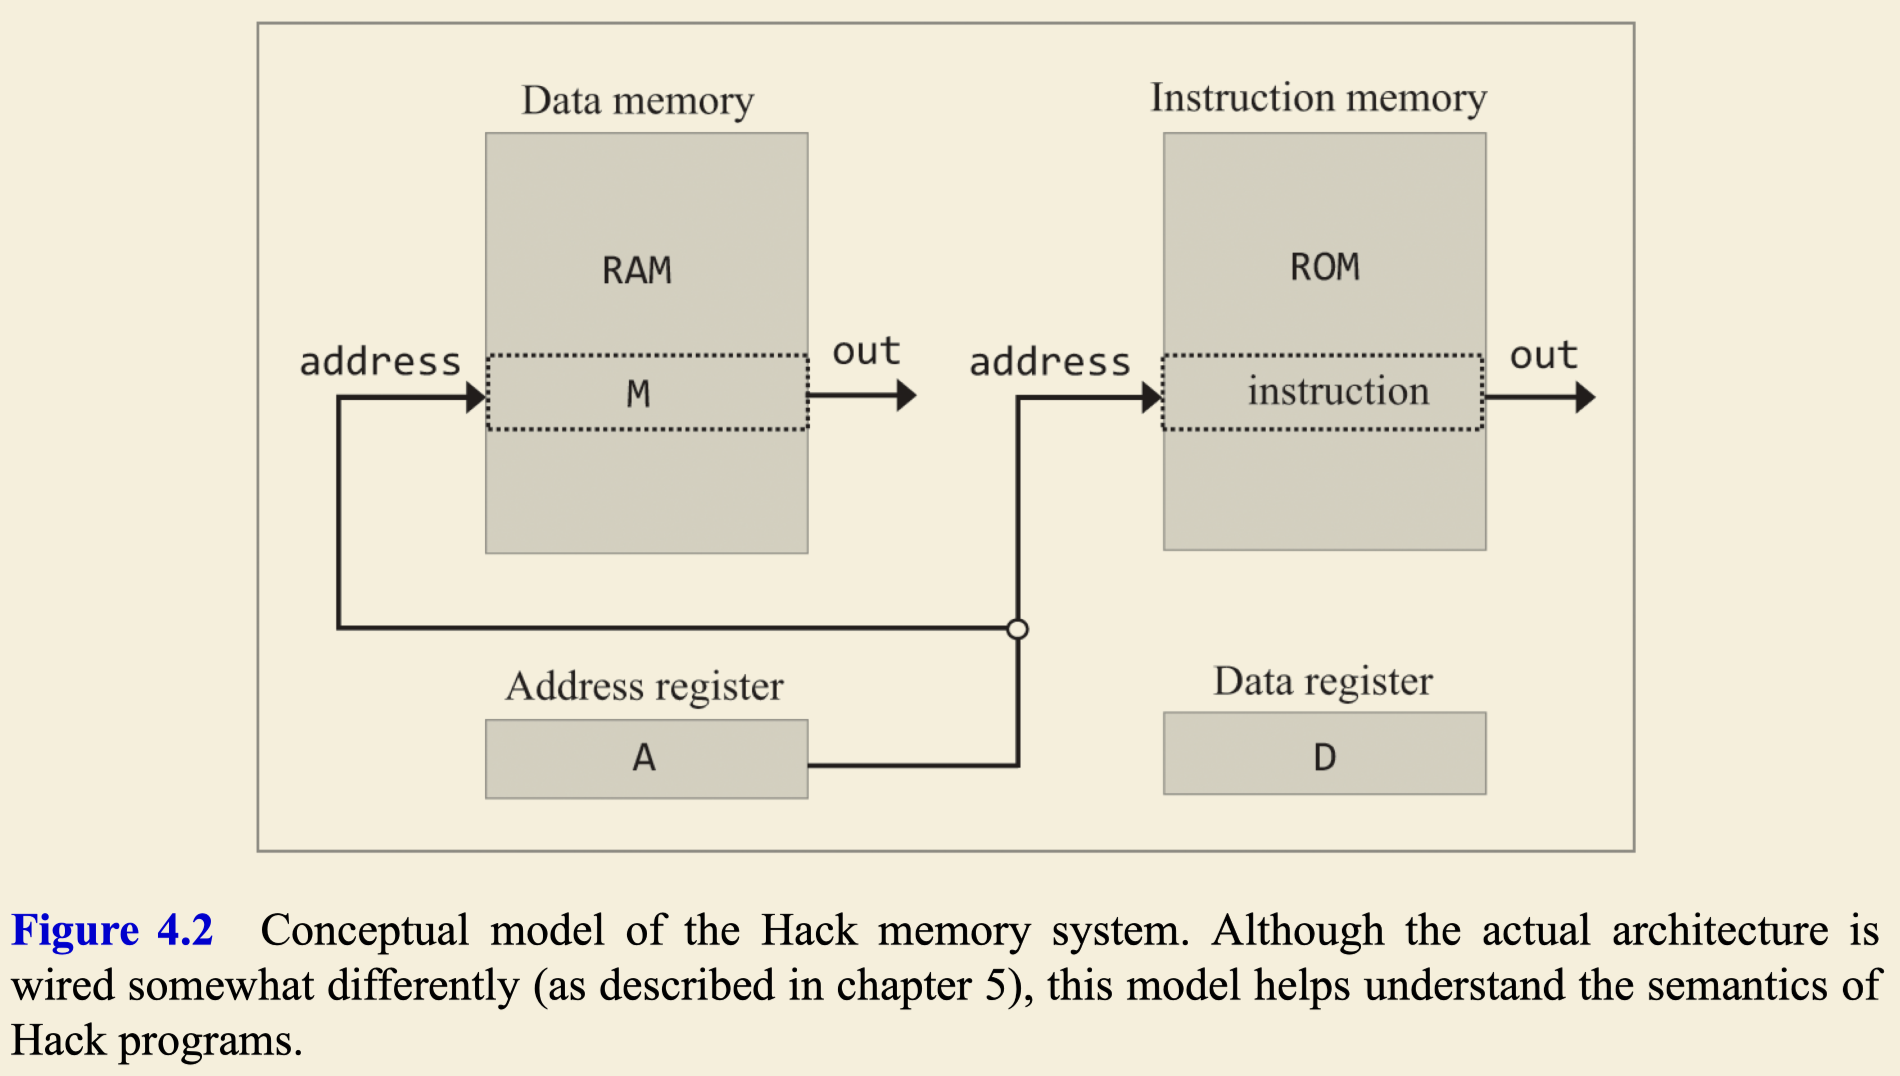 Data memory
Instruction memory
RAM
ROM
address
out
address
out
M
instruction
Address register
Data register
A
D
Figure 4.2 Conceptual model of the Hack memory system. Although the actual architecture is
wired somewhat differently (as described in chapter 5), this model helps understand the semantics of
Hack programs.